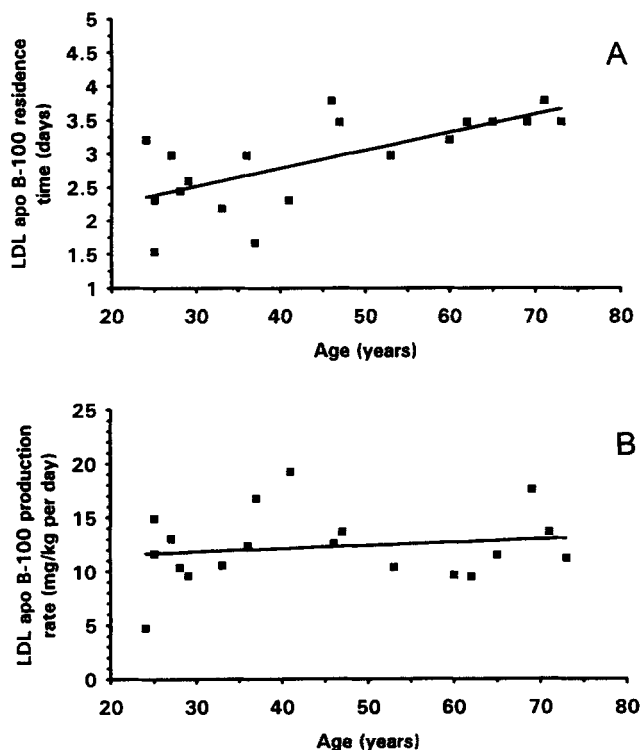 A
LDL apo B-100 residence
time (days)
5
4.5
4
3.5
3
2.5
2
1.5
1
20 30 40 50 60 70 80
Age (years)
B
LDL apo B-100 production
rate (mg/kg per day)
25
20
15
10
5
0
20 30 40 50 60 70 80
Age (years)